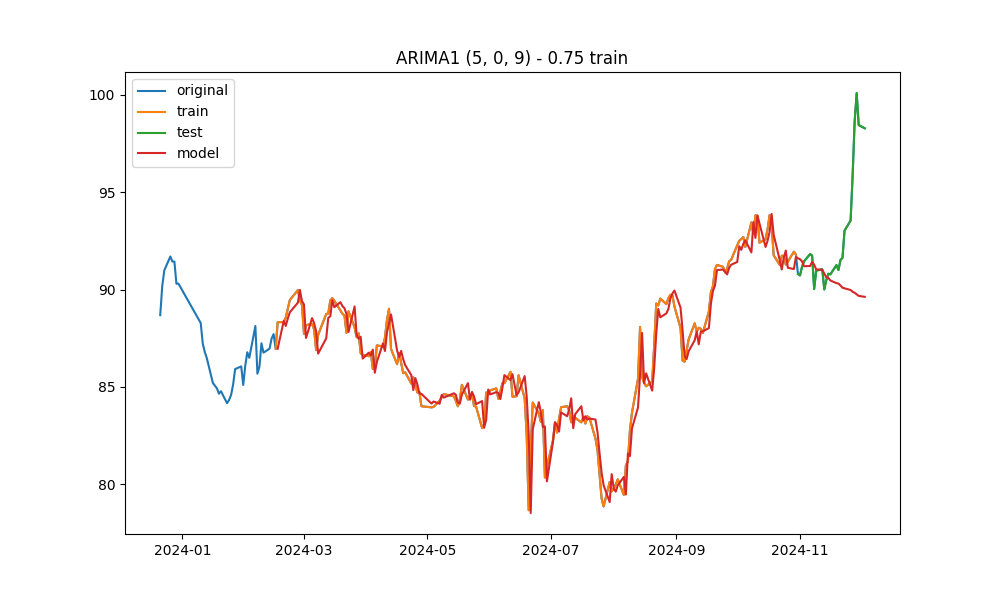 ARIMA1 (5, 0, 9) - 0.75 train
original
train
test
model
100
95
90
85
80
2024-01 2024-03 2024-05 2024-07 2024-09 2024-11